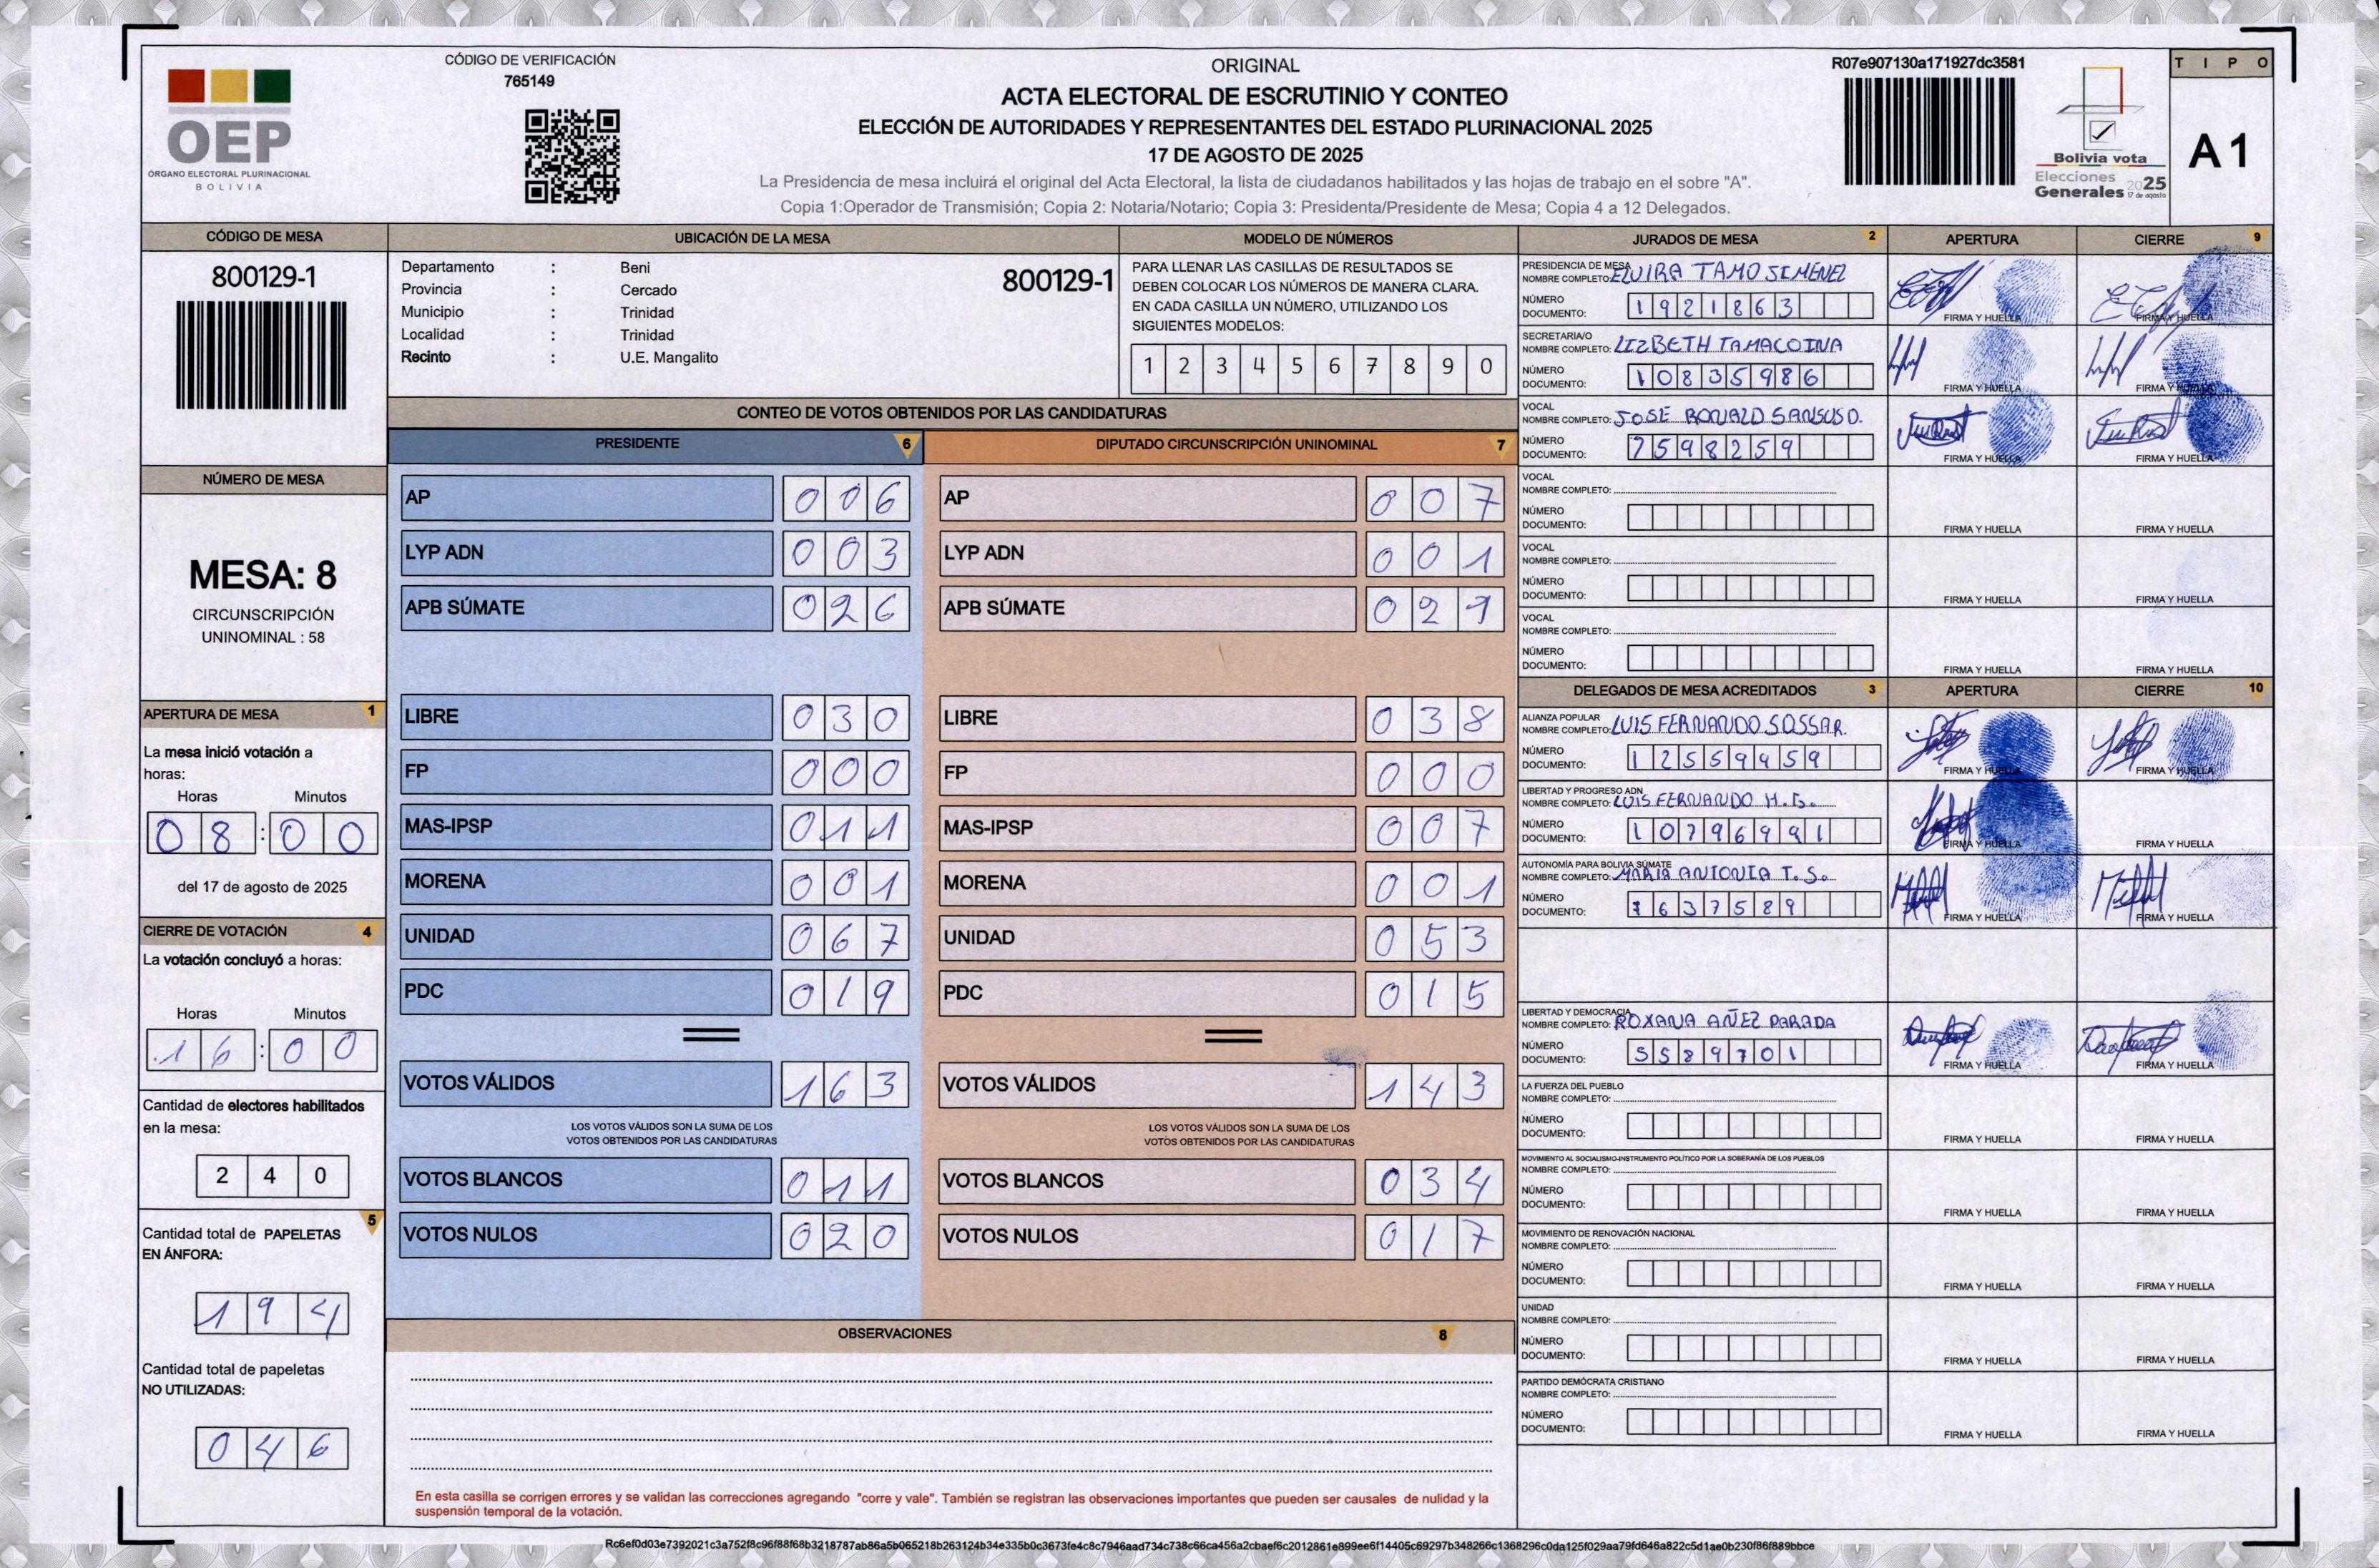 CÓDIGO DE VERIFICACIÓN
765149
OEP
ÓRGANO ELECTORAL PLURINACIONAL
BOLIVIA
ORIGINAL
ACTA ELECTORAL DE ESCRUTINIO Y CONTEO
ELECCIÓN DE AUTORIDADES Y REPRESENTANTES DEL ESTADO PLURINACIONAL 2025
17 DE AGOSTO DE 2025
La Presidencia de mesa incluirá el original del Acta Electoral, la lista de ciudadanos habilitados y las hojas de trabajo en el sobre "A".
Copia 1:Operador de Transmisión; Copia 2: Notaria/Notario; Copia 3: Presidenta/Presidente de Mesa; Copia 4 a 12 Delegados.
R07e907130a171927dc3581
Bolivia vota
Elecciones
Generales 2025
17 de agosto
TIPO
A 1
CÓDIGO DE MESA
800129-1
NÚMERO DE MESA
MESA: 8
CIRCUNSCRIPCIÓN
UNINOMINAL : 58
APERTURA DE MESA 1
La mesa inició votación a
horas:
Horas Minutos
08:00
del 17 de agosto de 2025
CIERRE DE VOTACIÓN 4
La votación concluyó a horas:
Horas Minutos
16:00
Cantidad de electores habilitados
en la mesa:
240
5
Cantidad total de PAPELETAS
EN ÁNFORA:
194
Cantidad total de papeletas
NO UTILIZADAS:
046
UBICACIÓN DE LA MESA
Departamento : Beni
800129-1
Provincia : Cercado
Municipio : Trinidad
Localidad : Trinidad
Recinto : U.E. Mangalito
MODELO DE NÚMEROS
PARA LLENAR LAS CASILLAS DE RESULTADOS SE
DEBEN COLOCAR LOS NÚMEROS DE MANERA CLARA.
EN CADA CASILLA UN NÚMERO, UTILIZANDO LOS
SIGUIENTES MODELOS:
1 2 3 4 5 6 7 8 9 0
CONTEO DE VOTOS OBTENIDOS POR LAS CANDIDATURAS
PRESIDENTE 6
AP 006
LYP ADN 003
APB SÚMATE 026
LIBRE 030
FP 000
MAS-IPSP 011
MORENA 001
UNIDAD 067
PDC 019
VOTOS VÁLIDOS 163
LOS VOTOS VÁLIDOS SON LA SUMA DE LOS
VOTOS OBTENIDOS POR LAS CANDIDATURAS
VOTOS BLANCOS 011
VOTOS NULOS 020
DIPUTADO CIRCUNSCRIPCIÓN UNINOMINAL 7
AP 007
LYP ADN 001
APB SÚMATE 021
LIBRE 038
FP 000
MAS-IPSP 007
MORENA 001
UNIDAD 053
PDC 015
VOTOS VÁLIDOS 143
LOS VOTOS VÁLIDOS SON LA SUMA DE LOS
VOTOS OBTENIDOS POR LAS CANDIDATURAS
VOTOS BLANCOS 034
VOTOS NULOS 017
OBSERVACIONES 8
En esta casilla se corrigen errores y se validan las correcciones agregando "corre y vale". También se registran las observaciones importantes que pueden ser causales de nulidad y la
suspensión temporal de la votación.
JURADOS DE MESA 2 APERTURA CIERRE 9
PRESIDENCIA DE MESA
NOMBRE COMPLETO: ELVIRA TAMO JIMENEZ
NÚMERO
DOCUMENTO: 1921863
FIRMA Y HUELLA FIRMA Y HUELLA
SECRETARIA/O
NOMBRE COMPLETO: LIZBETH TAMACOINA
NÚMERO
DOCUMENTO: 10835986
FIRMA Y HUELLA FIRMA Y HUELLA
VOCAL
NOMBRE COMPLETO: JOSE RONALD SANSUSO.
NÚMERO
DOCUMENTO: 7598259
FIRMA Y HUELLA FIRMA Y HUELLA
VOCAL
NOMBRE COMPLETO:
NÚMERO
DOCUMENTO:
FIRMA Y HUELLA FIRMA Y HUELLA
VOCAL
NOMBRE COMPLETO:
NÚMERO
DOCUMENTO:
FIRMA Y HUELLA FIRMA Y HUELLA
VOCAL
NOMBRE COMPLETO:
NÚMERO
DOCUMENTO:
FIRMA Y HUELLA FIRMA Y HUELLA
DELEGADOS DE MESA ACREDITADOS 3 APERTURA CIERRE 10
ALIANZA POPULAR
NOMBRE COMPLETO: LUIS FERNANDO SOSSA R.
NÚMERO
DOCUMENTO: 12559459
FIRMA Y HUELLA FIRMA Y HUELLA
LIBERTAD Y PROGRESO ADN
NOMBRE COMPLETO: LUIS FERNANDO H. B.
NÚMERO
DOCUMENTO: 10796991
FIRMA Y HUELLA FIRMA Y HUELLA
AUTONOMÍA PARA BOLIVIA SÚMATE
NOMBRE COMPLETO: MARIA ANTONIA T. S.
NÚMERO
DOCUMENTO: 7637589
FIRMA Y HUELLA FIRMA Y HUELLA
LIBERTAD Y DEMOCRACIA
NOMBRE COMPLETO: ROXANA AÑEZ PARADA
NÚMERO
DOCUMENTO: 5589701
FIRMA Y HUELLA FIRMA Y HUELLA
LA FUERZA DEL PUEBLO
NOMBRE COMPLETO:
NÚMERO
DOCUMENTO:
FIRMA Y HUELLA FIRMA Y HUELLA
MOVIMIENTO AL SOCIALISMO-INSTRUMENTO POLÍTICO POR LA SOBERANÍA DE LOS PUEBLOS
NOMBRE COMPLETO:
NÚMERO
DOCUMENTO:
FIRMA Y HUELLA FIRMA Y HUELLA
MOVIMIENTO DE RENOVACIÓN NACIONAL
NOMBRE COMPLETO:
NÚMERO
DOCUMENTO:
FIRMA Y HUELLA FIRMA Y HUELLA
UNIDAD
NOMBRE COMPLETO:
NÚMERO
DOCUMENTO:
FIRMA Y HUELLA FIRMA Y HUELLA
PARTIDO DEMÓCRATA CRISTIANO
NOMBRE COMPLETO:
NÚMERO
DOCUMENTO:
FIRMA Y HUELLA FIRMA Y HUELLA